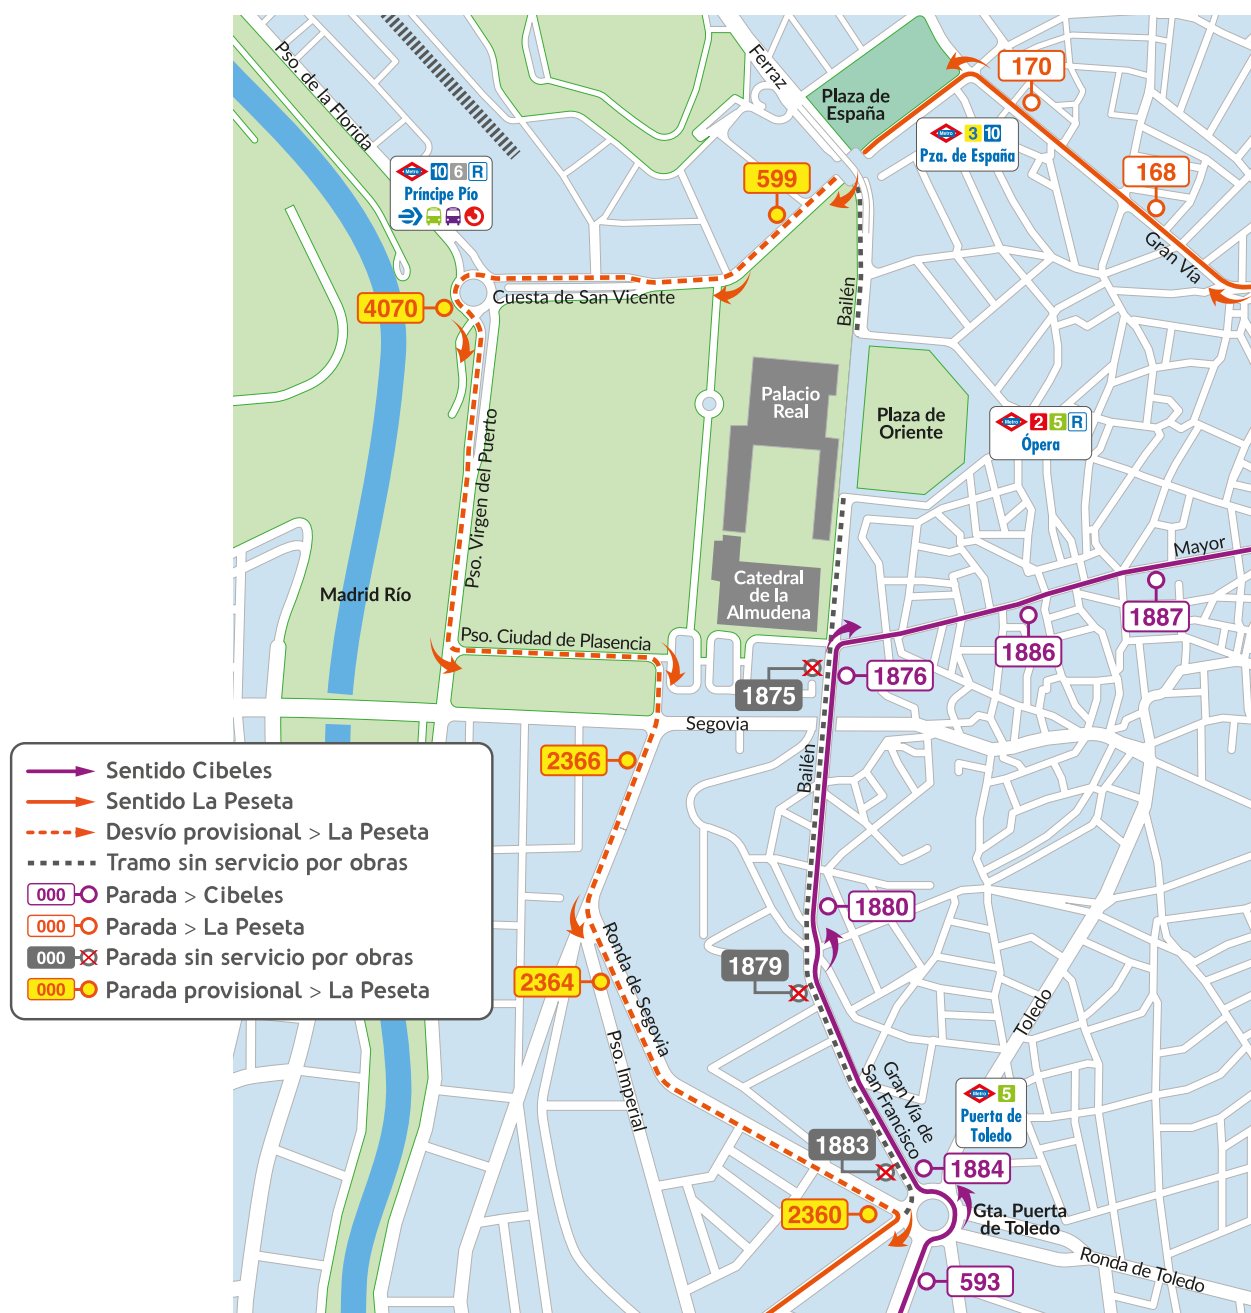 Pso. de la Florida
Ferraz
Plaza de
España
170
Metro 3 10
Pza. de España
168
Gran Vía
Metro 10 6 R
Príncipe Pío
599
4070
Cuesta de San Vicente
Bailén
Palacio
Real
Plaza de
Oriente
Metro 2 5 R
Ópera
Pso. Virgen del Puerto
Mayor
Madrid Río
Catedral
de la
Almudena
1887
1886
Pso. Ciudad de Plasencia
1875
1876
Segovia
2366
Bailén
Sentido Cibeles
Sentido La Peseta
Desvío provisional > La Peseta
Tramo sin servicio por obras
000 Parada > Cibeles
000 Parada > La Peseta
000 Parada sin servicio por obras
000 Parada provisional > La Peseta
1880
Ronda de Segovia
1879
2364
Toledo
Pso. Imperial
Gran Vía de
San Francisco
Metro 5
Puerta de
Toledo
1883
1884
2360
Gta. Puerta
de Toledo
Ronda de Toledo
593